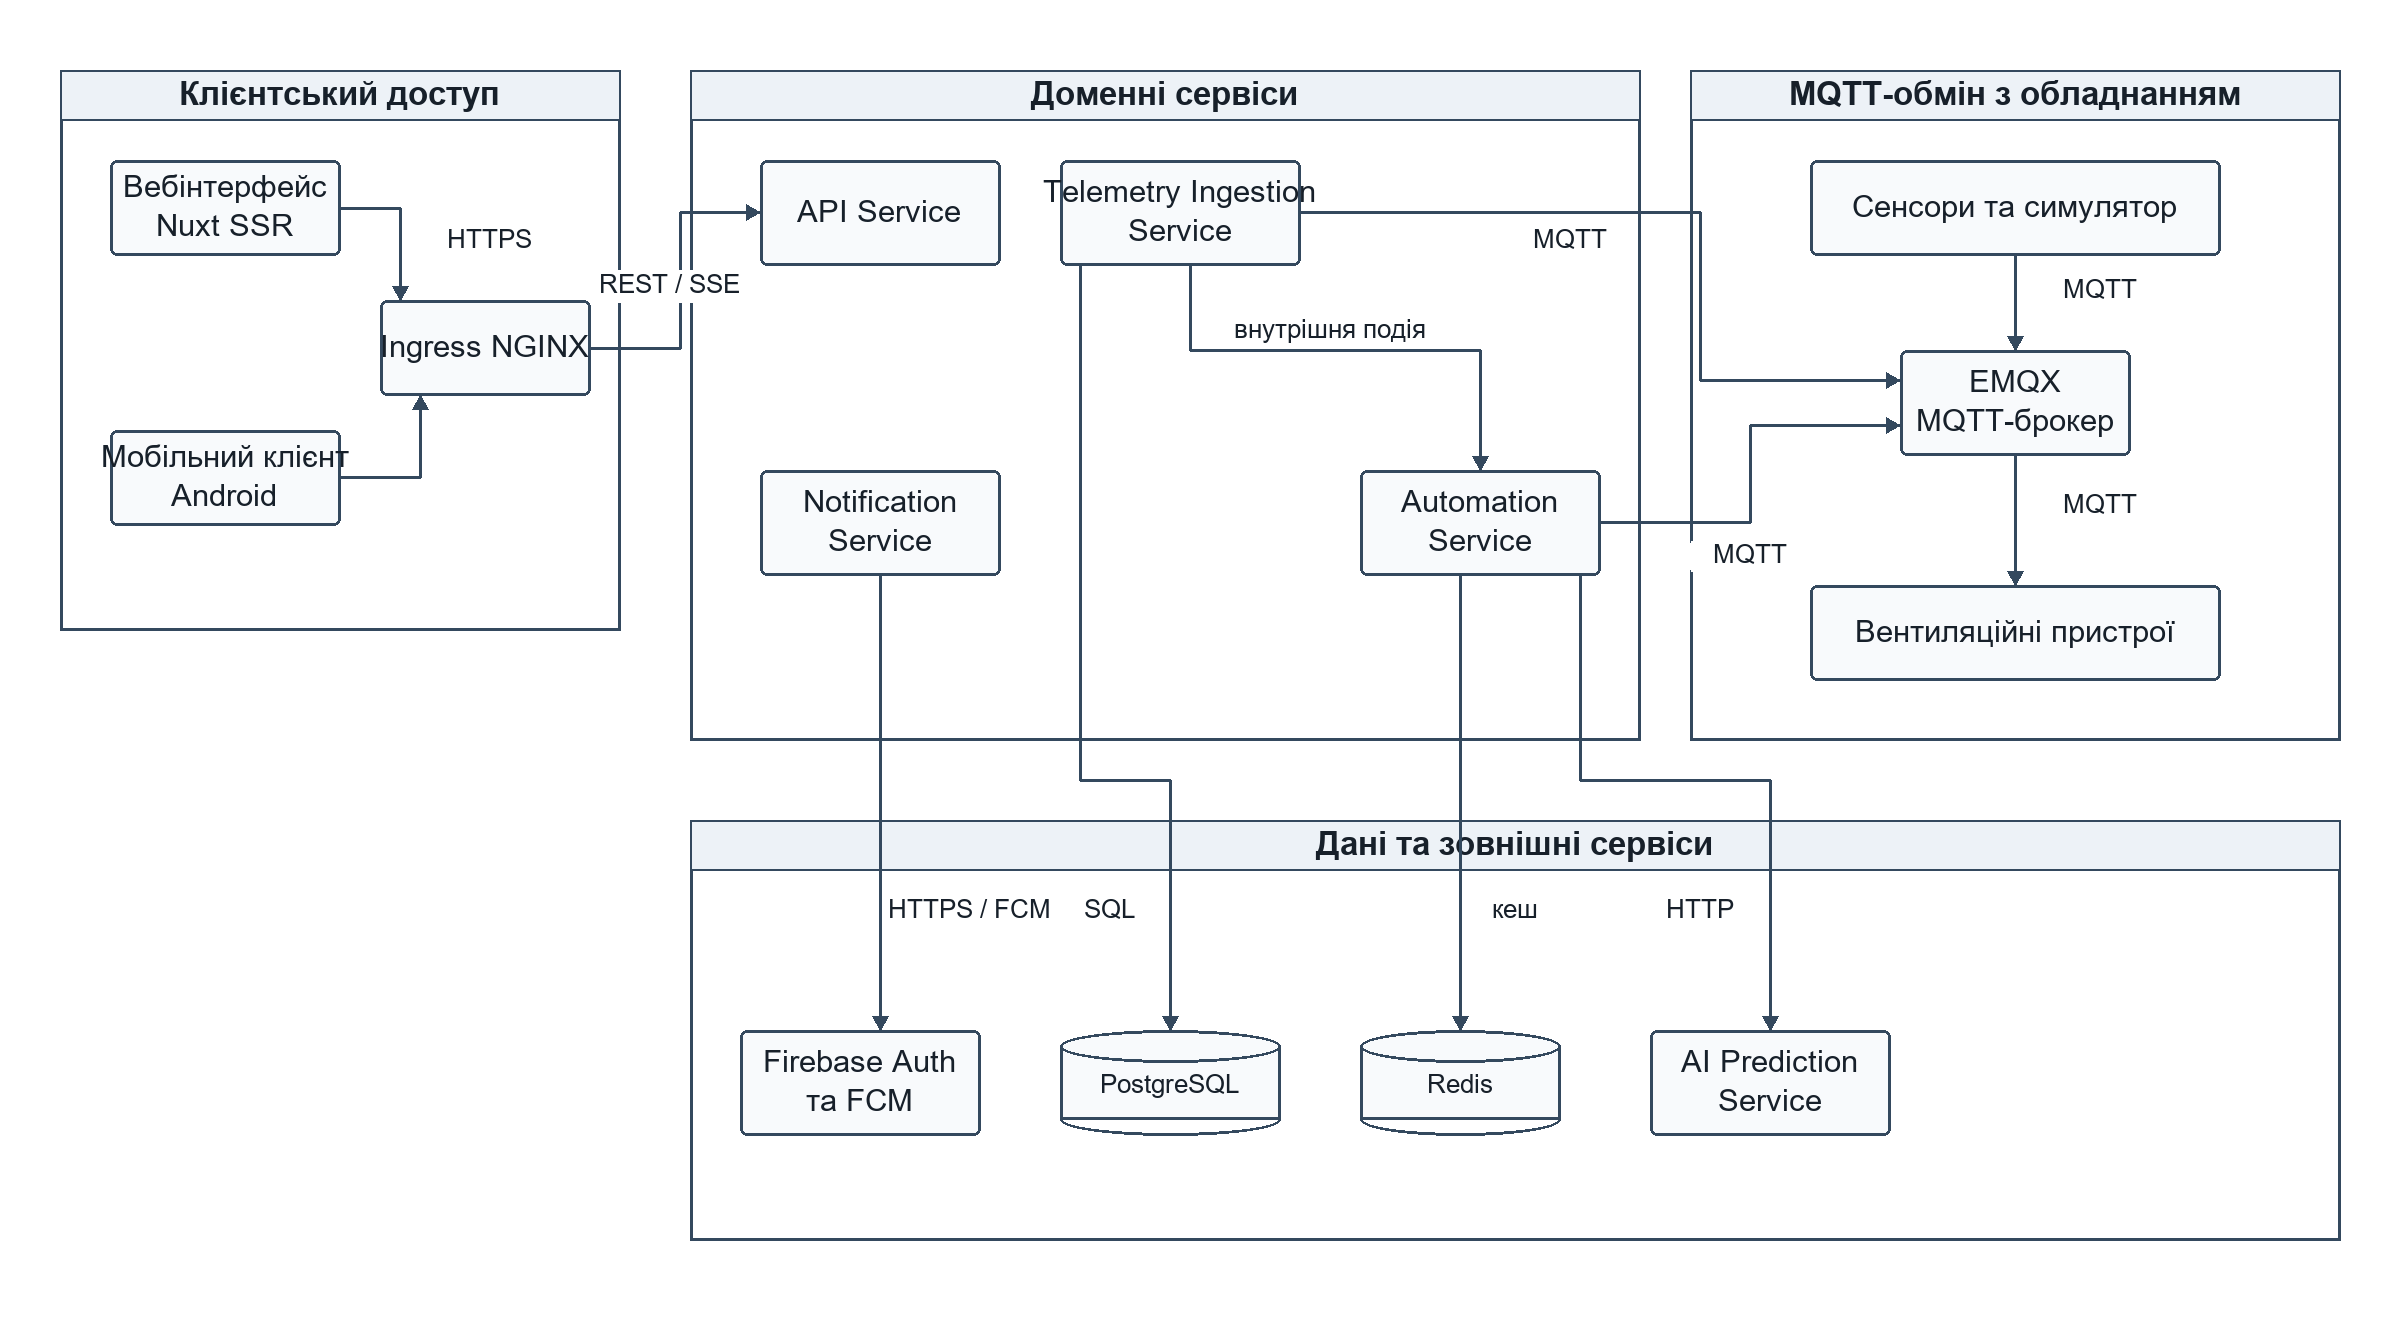 Клієнтський доступ
Вебінтерфейс
Nuxt SSR
HTTPS
Ingress NGINX
Мобільний клієнт
Android
REST / SSE
Доменні сервіси
API Service
Telemetry Ingestion
Service
MQTT
внутрішня подія
Notification
Service
Automation
Service
MQTT
MQTT-обмін з обладнанням
Сенсори та симулятор
MQTT
EMQX
MQTT-брокер
MQTT
Вентиляційні пристрої
Дані та зовнішні сервіси
HTTPS / FCM
SQL
кеш
HTTP
Firebase Auth
та FCM
PostgreSQL
Redis
AI Prediction
Service